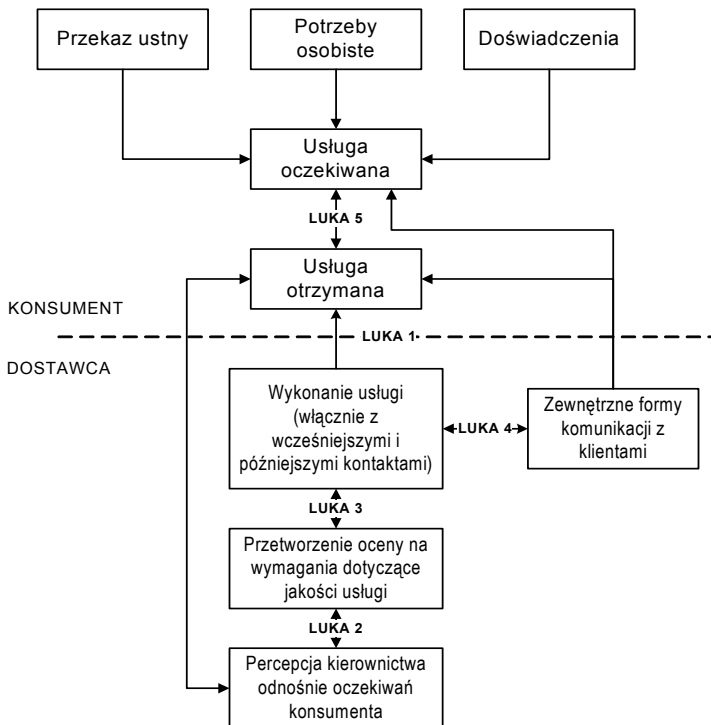 Przekaz ustny
Potrzeby
osobiste
Doświadczenia
Usługa
oczekiwana
LUKA 5
Usługa
otrzymana
KONSUMENT
LUKA 1
DOSTAWCA
Wykonanie usługi
(włącznie z
wcześniejszymi i
późniejszymi kontaktami)
LUKA 4
Zewnętrzne formy
komunikacji z
klientami
LUKA 3
Przetworzenie oceny na
wymagania dotyczące
jakości usługi
LUKA 2
Percepcja kierownictwa
odnośnie oczekiwań
konsumenta